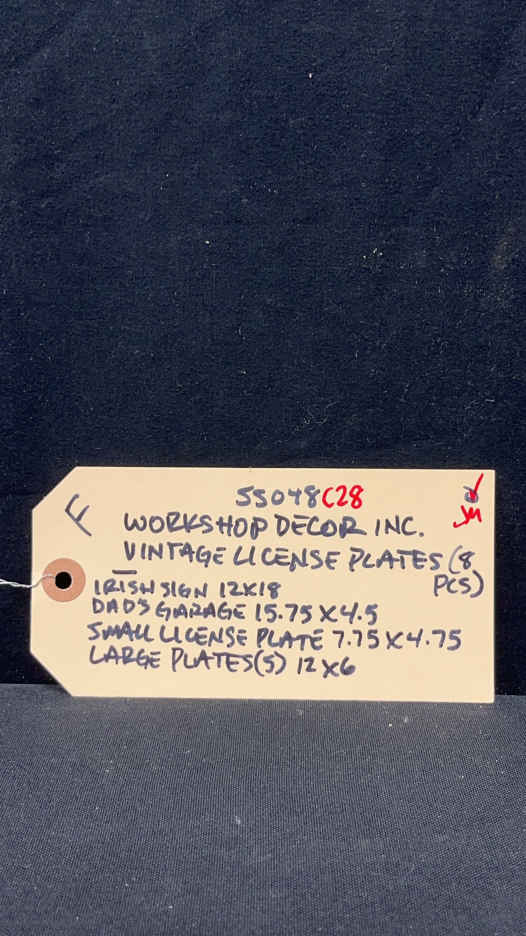 55048C28
F
WORKSHOP DECOR INC.
VINTAGE LICENSE PLATES (8 PCS)
IRISH SIGN 12X18
DAD'S GARAGE 15.75 X 4.5
SMALL LICENSE PLATE 7.75 X 4.75
LARGE PLATES(5) 12 X 6